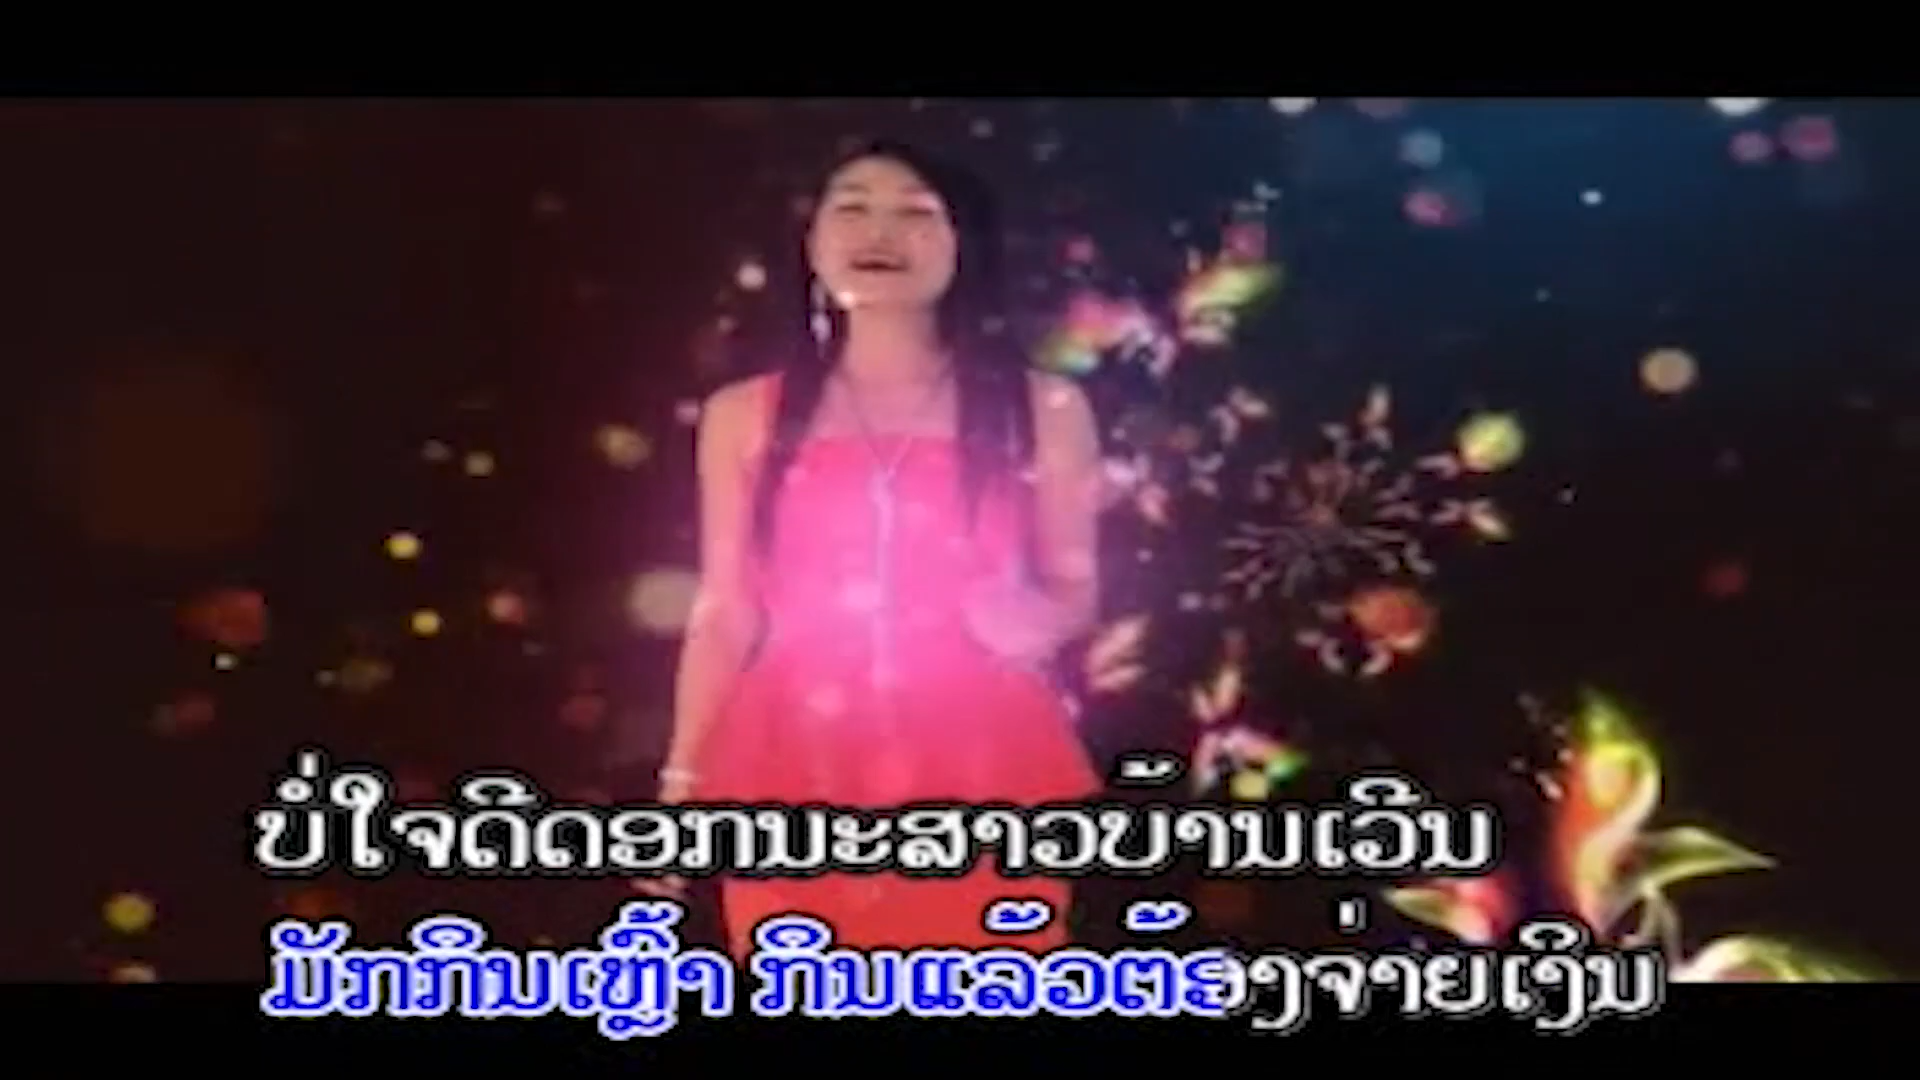 ບໍ່ໃຈດີດອກນະສາວບ້ານເວີນ
ມັກກິນເຫຼົ້າ ກິນແລ້ວຕ້ອງຈ່າຍເງິນ